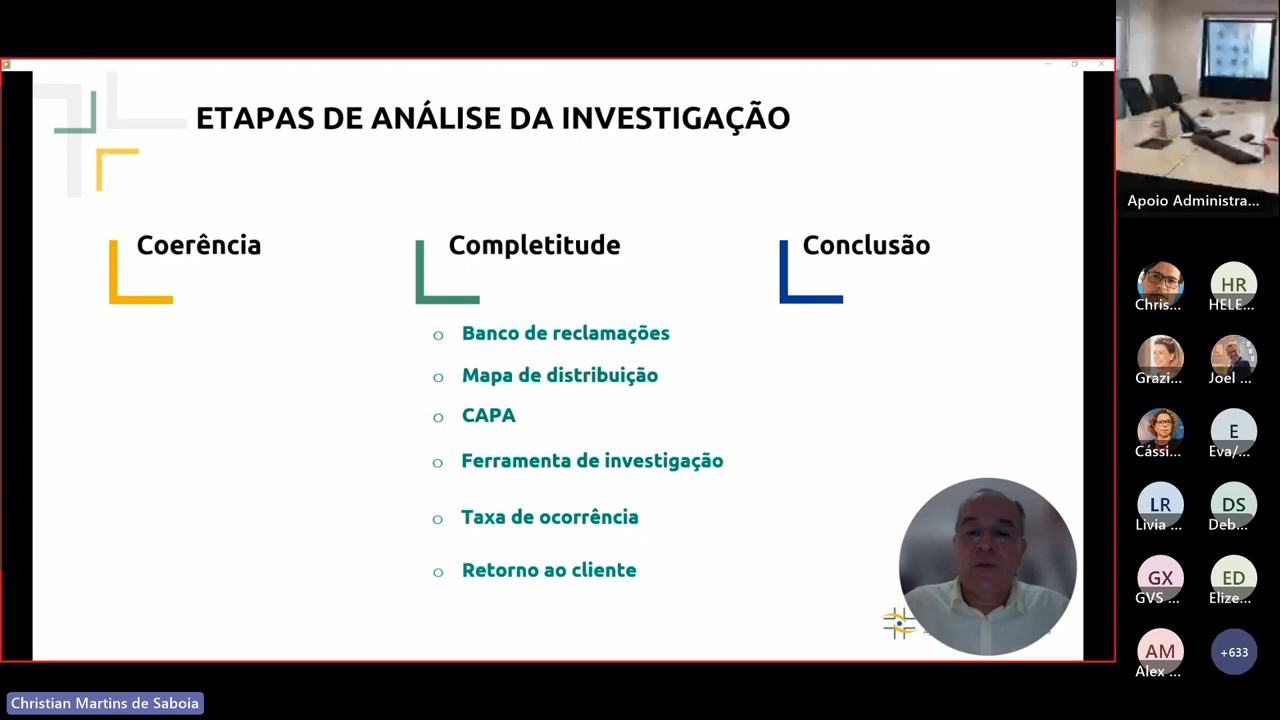 ETAPAS DE ANÁLISE DA INVESTIGAÇÃO
Coerência
Completitude
Conclusão
o Banco de reclamações
o Mapa de distribuição
o CAPA
o Ferramenta de investigação
o Taxa de ocorrência
o Retorno ao cliente
Christian Martins de Saboia
Apoio Administra...
Chris...
HR
HELE...
Grazi...
Joel ...
Cássi...
E
Eva/...
LR
Livia ...
DS
Deb...
GX
GVS ...
ED
Elize...
AM
Alex ...
+633